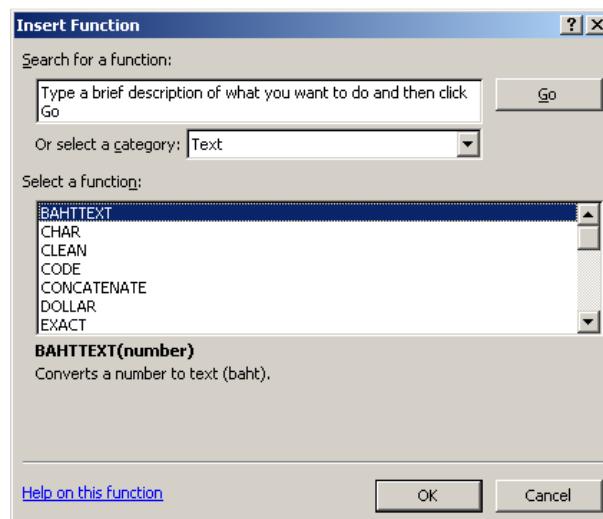 Insert Function
Search for a function:
Type a brief description of what you want to do and then click
Go
Go
Or select a category: Text
Select a function:
BAHTTEXT
CHAR
CLEAN
CODE
CONCATENATE
DOLLAR
EXACT
BAHTTEXT(number)
Converts a number to text (baht).
Help on this function
OK
Cancel